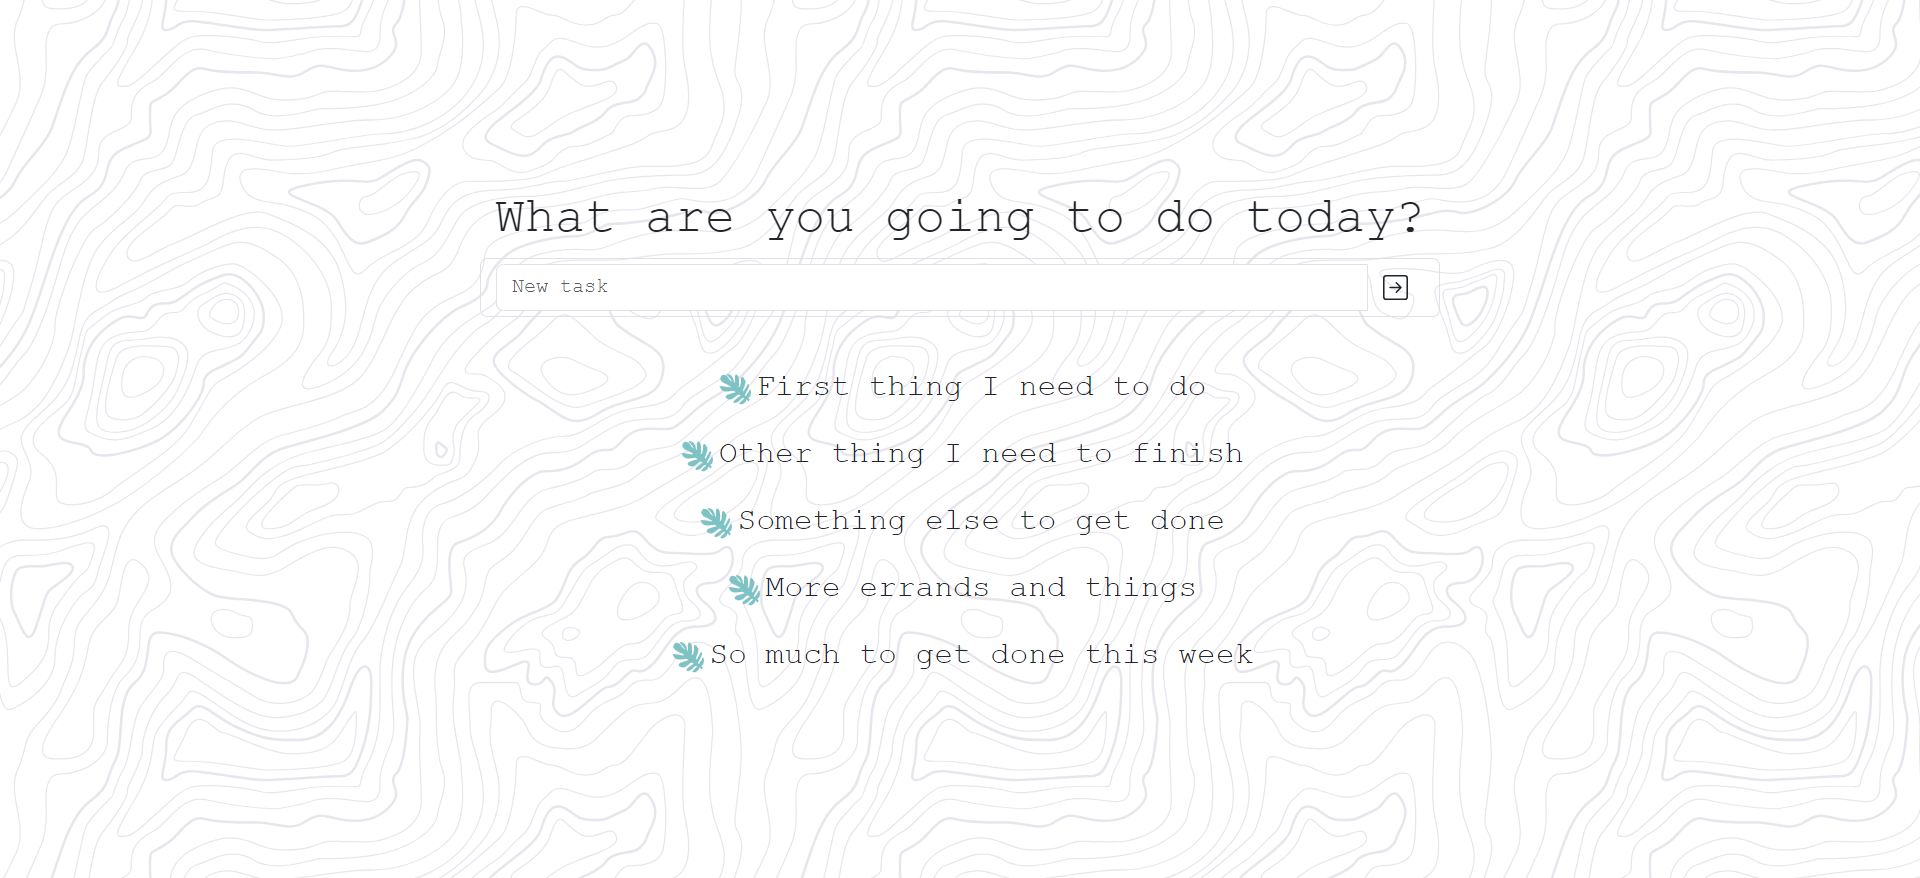 What are you going to do today?
New task
First thing I need to do
Other thing I need to finish
Something else to get done
More errands and things
So much to get done this week